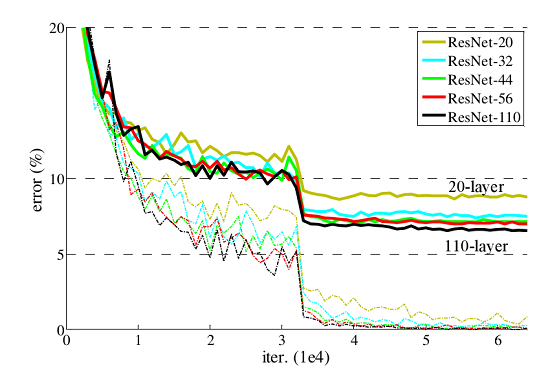 20
10
5
0
error (%)
0
1
2
3
4
5
6
iter. (1e4)
ResNet-20
ResNet-32
ResNet-44
ResNet-56
ResNet-110
20-layer
110-layer